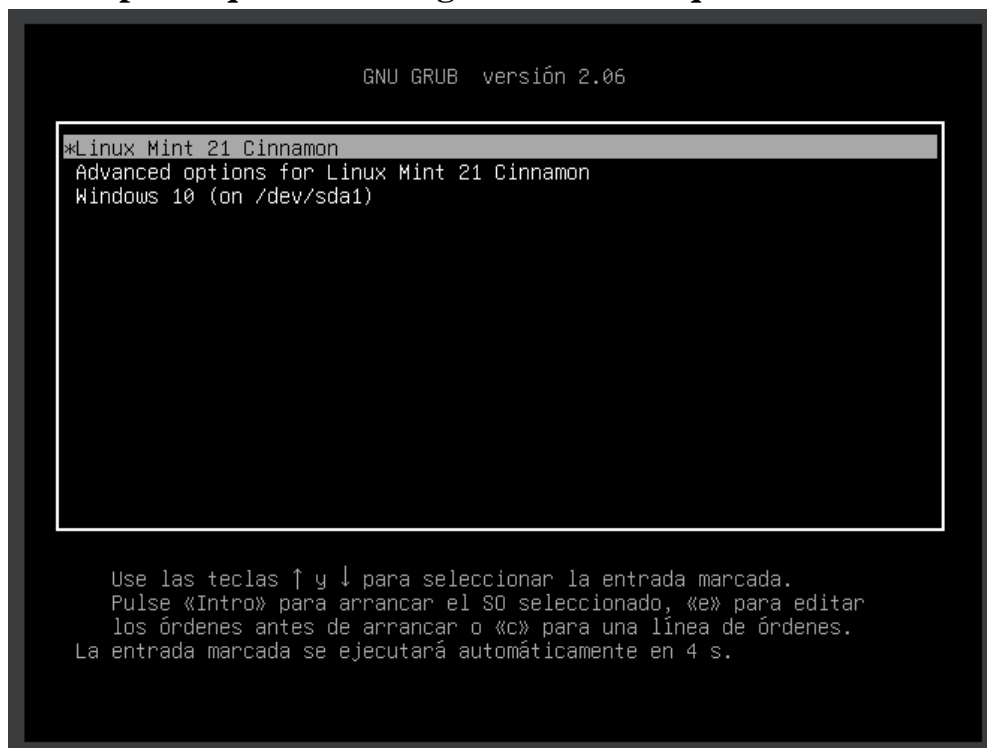 GNU GRUB versión 2.06
*Linux Mint 21 Cinnamon
Advanced options for Linux Mint 21 Cinnamon
Windows 10 (on /dev/sda1)
Use las teclas ↑ y ↓ para seleccionar la entrada marcada.
Pulse «Intro» para arrancar el SO seleccionado, «e» para editar
los órdenes antes de arrancar o «c» para una línea de órdenes.
La entrada marcada se ejecutará automáticamente en 4 s.